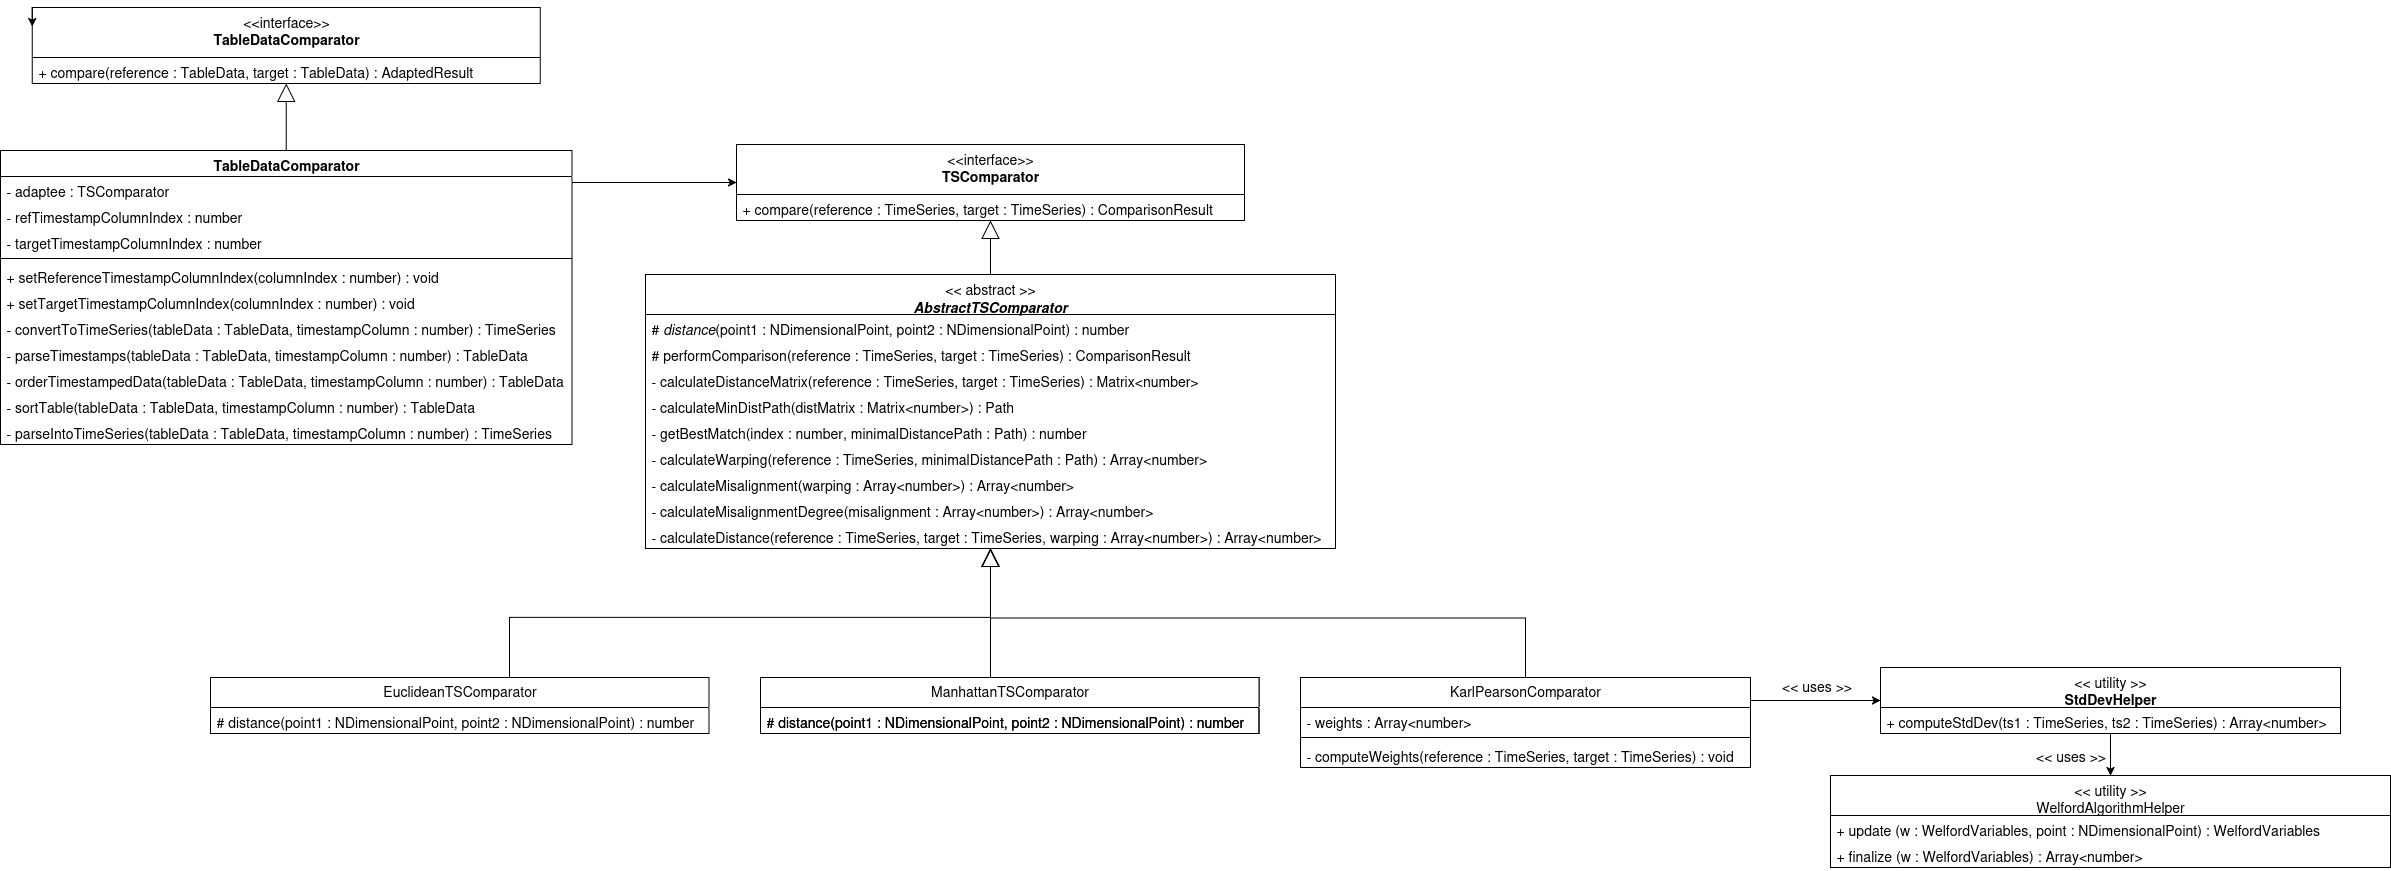 <<interface>>
TableDataComparator
+ compare(reference : TableData, target : TableData) : AdaptedResult
TableDataComparator
- adaptee : TSComparator
- refTimestampColumnIndex : number
- targetTimestampColumnIndex : number
+ setReferenceTimestampColumnIndex(columnIndex : number) : void
+ setTargetTimestampColumnIndex(columnIndex : number) : void
- convertToTimeSeries(tableData : TableData, timestampColumn : number) : TimeSeries
- parseTimestamps(tableData : TableData, timestampColumn : number) : TableData
- orderTimestampedData(tableData : TableData, timestampColumn : number) : TableData
- sortTable(tableData : TableData, timestampColumn : number) : TableData
- parseIntoTimeSeries(tableData : TableData, timestampColumn : number) : TimeSeries
<<interface>>
TSComparator
+ compare(reference : TimeSeries, target : TimeSeries) : ComparisonResult
<< abstract >>
AbstractTSComparator
# distance(point1 : NDimensionalPoint, point2 : NDimensionalPoint) : number
# performComparison(reference : TimeSeries, target : TimeSeries) : ComparisonResult
- calculateDistanceMatrix(reference : TimeSeries, target : TimeSeries) : Matrix<number>
- calculateMinDistPath(distMatrix : Matrix<number>) : Path
- getBestMatch(index : number, minimalDistancePath : Path) : number
- calculateWarping(reference : TimeSeries, minimalDistancePath : Path) : Array<number>
- calculateMisalignment(warping : Array<number>) : Array<number>
- calculateMisalignmentDegree(misalignment : Array<number>) : Array<number>
- calculateDistance(reference : TimeSeries, target : TimeSeries, warping : Array<number>) : Array<number>
EuclideanTSComparator
# distance(point1 : NDimensionalPoint, point2 : NDimensionalPoint) : number
ManhattanTSComparator
# distance(point1 : NDimensionalPoint, point2 : NDimensionalPoint) : number
KarlPearsonComparator
- weights : Array<number>
- computeWeights(reference : TimeSeries, target : TimeSeries) : void
<< uses >>
<< utility >>
StdDevHelper
+ computeStdDev(ts1 : TimeSeries, ts2 : TimeSeries) : Array<number>
<< uses >>
<< utility >>
WelfordAlgorithmHelper
+ update (w : WelfordVariables, point : NDimensionalPoint) : WelfordVariables
+ finalize (w : WelfordVariables) : Array<number>